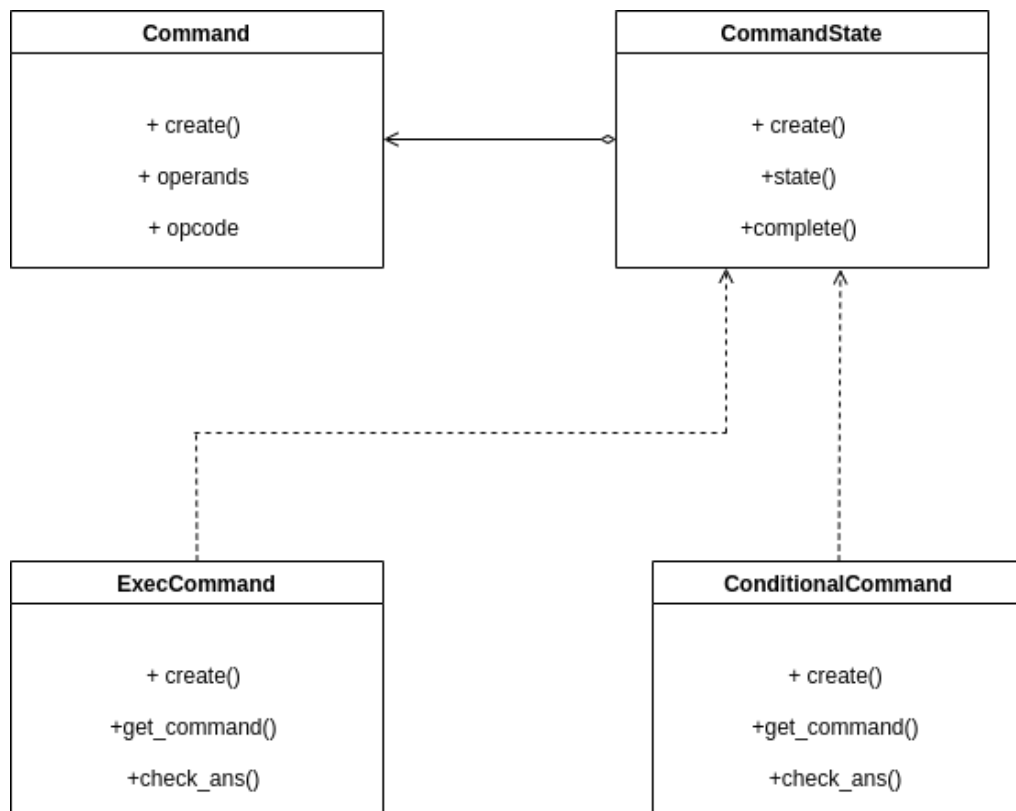 Command
+ create()
+ operands
+ opcode
CommandState
+ create()
+state()
+complete()
ExecCommand
+ create()
+get_command()
+check_ans()
ConditionalCommand
+ create()
+get_command()
+check_ans()